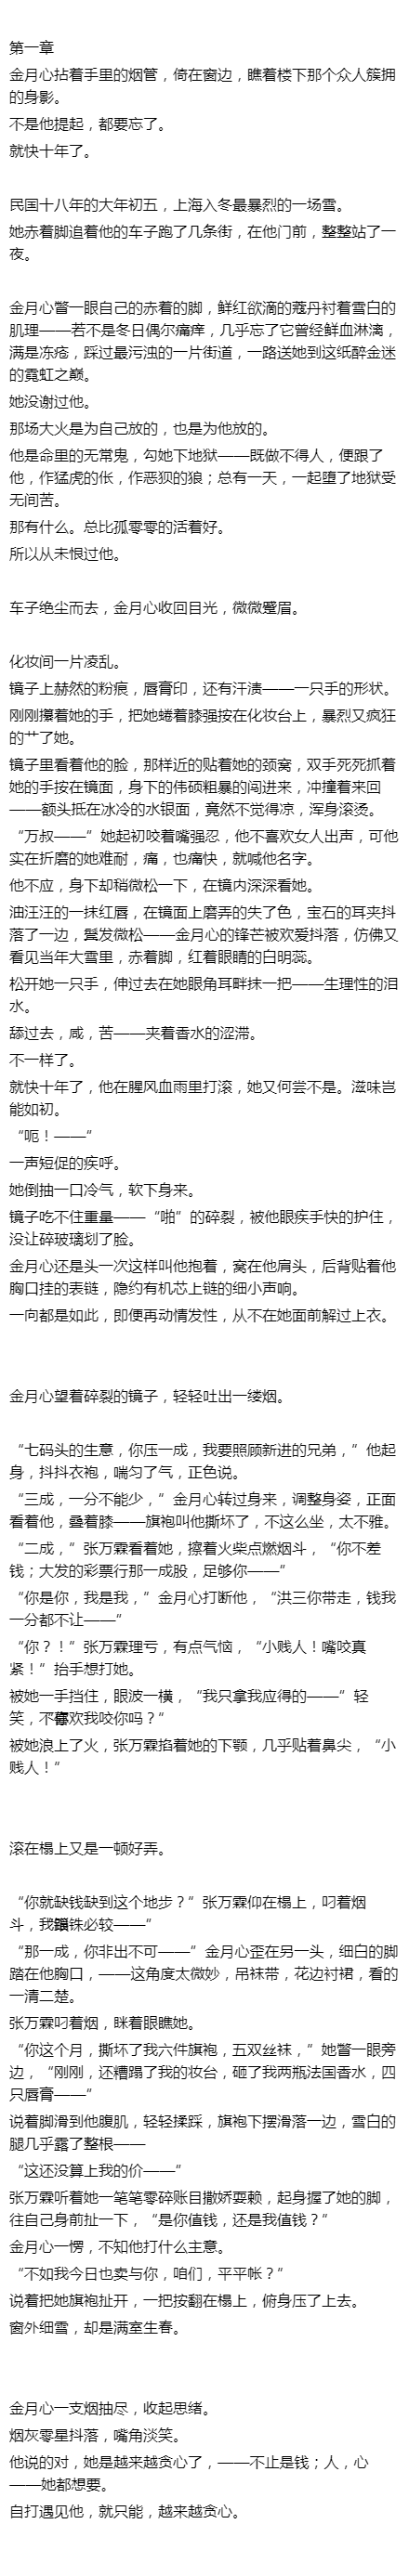 第一章
金月心拈着手里的烟管，倚在窗边，瞧着楼下那个众人簇拥
的身影。
不是他提起，都要忘了。
就快十年了。
民国十八年的大年初五，上海入冬最暴烈的一场雪。
她赤着脚追着他的车子跑了几条街，在他门前，整整站了一
夜。
金月心瞥一眼自己的赤着的脚，鲜红欲滴的蔻丹衬着雪白的
肌理——若不是冬日偶尔痛痒，几乎忘了它曾经鲜血淋漓，
满是冻疮，踩过最污浊的一片街道，一路送她到这纸醉金迷
的霓虹之巅。
她没谢过他。
那场大火是为自己放的，也是为他放的。
他是命里的无常鬼，勾她下地狱——既做不得人，便跟了
他，作猛虎的伥，作恶狈的狼；总有一天，一起堕了地狱受
无间苦。
那有什么。总比孤零零的活着好。
所以从未恨过他。
车子绝尘而去，金月心收回目光，微微蹙眉。
化妆间一片凌乱。
镜子上赫然的粉痕，唇膏印，还有汗渍——一只手的形状。
刚刚攥着她的手，把她蜷着膝强按在化妆台上，暴烈又疯狂
的艹了她。
镜子里看着他的脸，那样近的贴着她的颈窝，双手死死抓着
她的手按在镜面，身下的伟硕粗暴的闯进来，冲撞着来回
——额头抵在冰冷的水银面，竟然不觉得凉，浑身滚烫。
“万叔——”她起初咬着嘴强忍，他不喜欢女人出声，可他
实在折磨的她难耐，痛，也痛快，就喊他名字。
他不应，身下却稍微松一下，在镜内深深看她。
油汪汪的一抹红唇，在镜面上磨弄的失了色，宝石的耳夹抖
落了一边，鬓发微松——金月心的锋芒被欢爱抖落，仿佛又
看见当年大雪里，赤着脚，红着眼睛的白明蕊。
松开她一只手，伸过去在她眼角耳畔抹一把——生理性的泪
水。
舔过去，咸，苦——夹着香水的涩滞。
不一样了。
就快十年了，他在腥风血雨里打滚，她又何尝不是。滋味岂
能如初。
“呃！——”
一声短促的疾呼。
她倒抽一口冷气，软下身来。
镜子吃不住重量——“啪”的碎裂，被他眼疾手快的护住，
没让碎玻璃划了脸。
金月心还是头一次这样叫他抱着，窝在他肩头，后背贴着他
胸口挂的表链，隐约有机芯上链的细小声响。
一向都是如此，即便再动情发性，从不在她面前解过上衣。
金月心望着碎裂的镜子，轻轻吐出一缕烟。
“七码头的生意，你压一成，我要照顾新进的兄弟，”他起
身，抖抖衣袍，喘匀了气，正色说。
“三成，一分不能少，”金月心转过身来，调整身姿，正面
看着他，叠着膝——旗袍叫他撕坏了，不这么坐，太不雅。
“二成，”张万霖看着她，擦着火柴点燃烟斗，“你不差
钱；大发的彩票行那一成股，足够你——”
“你是你，我是我，”金月心打断他，“洪三你带走，钱我
一分都不让——”
“你？！”张万霖理亏，有点气恼，“小贱人！嘴咬真
紧！”抬手想打她。
被她一手挡住，眼波一横，“我只拿我应得的——”轻
笑，不喜欢我咬你吗？”
被她浪上了火，张万霖掐着她的下颚，几乎贴着鼻尖，“小
贱人！”
滚在榻上又是一顿好弄。
“你就缺钱缺到这个地步？”张万霖仰在榻上，叼着烟
斗，我锱铢必较——”
“那一成，你非出不可——”金月心歪在另一头，细白的脚
踏在他胸口，——这角度太微妙，吊袜带，花边衬裙，看的
一清二楚。
张万霖叼着烟，眯着眼瞧她。
“你这个月，撕坏了我六件旗袍，五双丝袜，”她瞥一眼旁
边，“刚刚，还糟蹋了我的妆台，砸了我两瓶法国香水，四
只唇膏——”
说着脚滑到他腹肌，轻轻揉踩，旗袍下摆滑落一边，雪白的
腿几乎露了整根——
“这还没算上我的价——”
张万霖听着她一笔笔零碎账目撒娇耍赖，起身握了她的脚，
往自己身前扯一下，“是你值钱，还是我值钱？”
金月心一愣，不知他打什么主意。
“不如我今日也卖与你，咱们，平平帐？”
说着把她旗袍扯开，一把按翻在榻上，俯身压了上去。
窗外细雪，却是满室生春。
金月心一支烟抽尽，收起思绪。
烟灰零星抖落，嘴角淡笑。
他说的对，她是越来越贪心了，——不止是钱；人，心
——她都想要。
自打遇见他，就只能，越来越贪心。